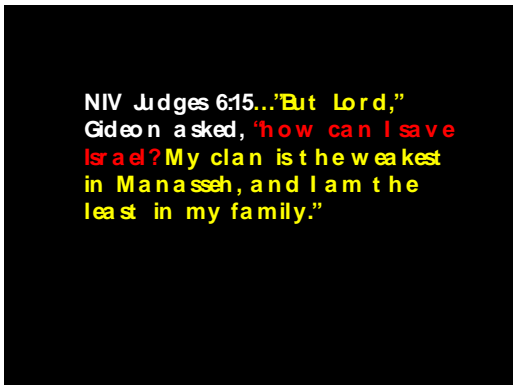 NIV Judges 6:15…”But Lord,”
Gideon asked, “how can I save
Israel? My clan is the weakest
in Manasseh, and I am the
least in my family.”